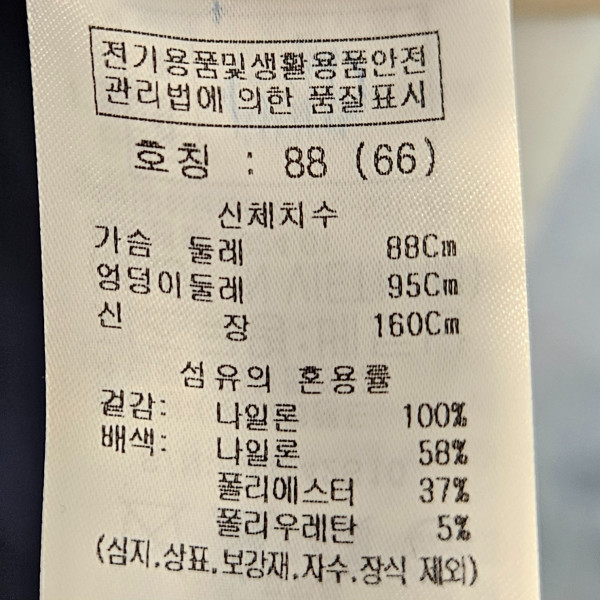 전기용품및생활용품안전
관리법에 의한 품질표시
호칭 : 88 (66)
신체치수
가슴 둘레 88Cm
엉덩이둘레 95Cm
신 장 160Cm
섬유의 혼용률
겉감: 나일론 100%
배색: 나일론 58%
폴리에스터 37%
폴리우레탄 5%
(심지.상표.보강재.자수.장식 제외)